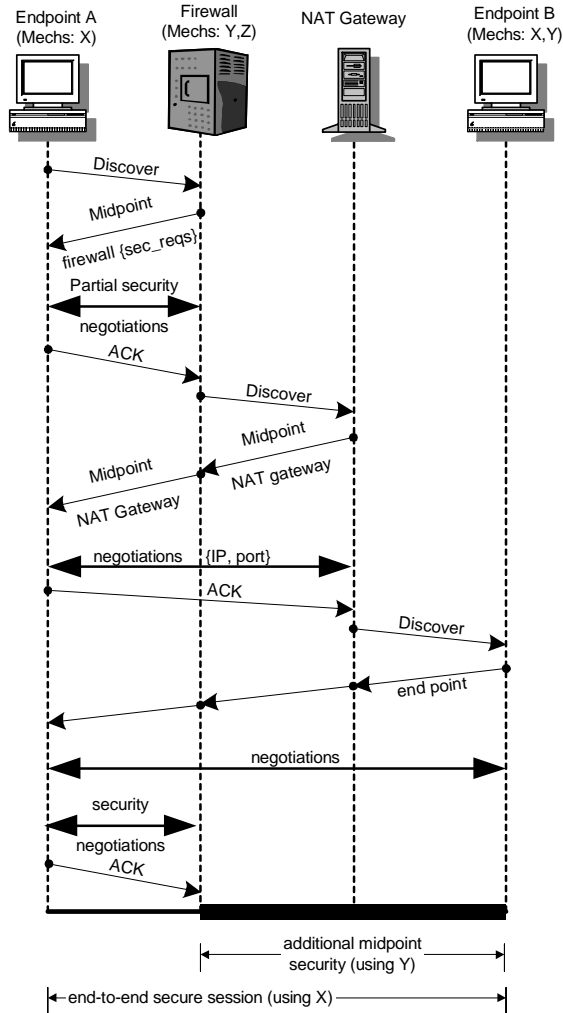 Endpoint A
(Mechs: X)
Firewall
(Mechs: Y,Z)
NAT Gateway
Endpoint B
(Mechs: X,Y)
Discover
Midpoint
firewall {sec_reqs}
Partial security
negotiations
ACK
Discover
Midpoint
NAT gateway
Midpoint
NAT Gateway
negotiations {IP, port}
ACK
Discover
end point
negotiations
security
negotiations
ACK
additional midpoint
security (using Y)
end-to-end secure session (using X)